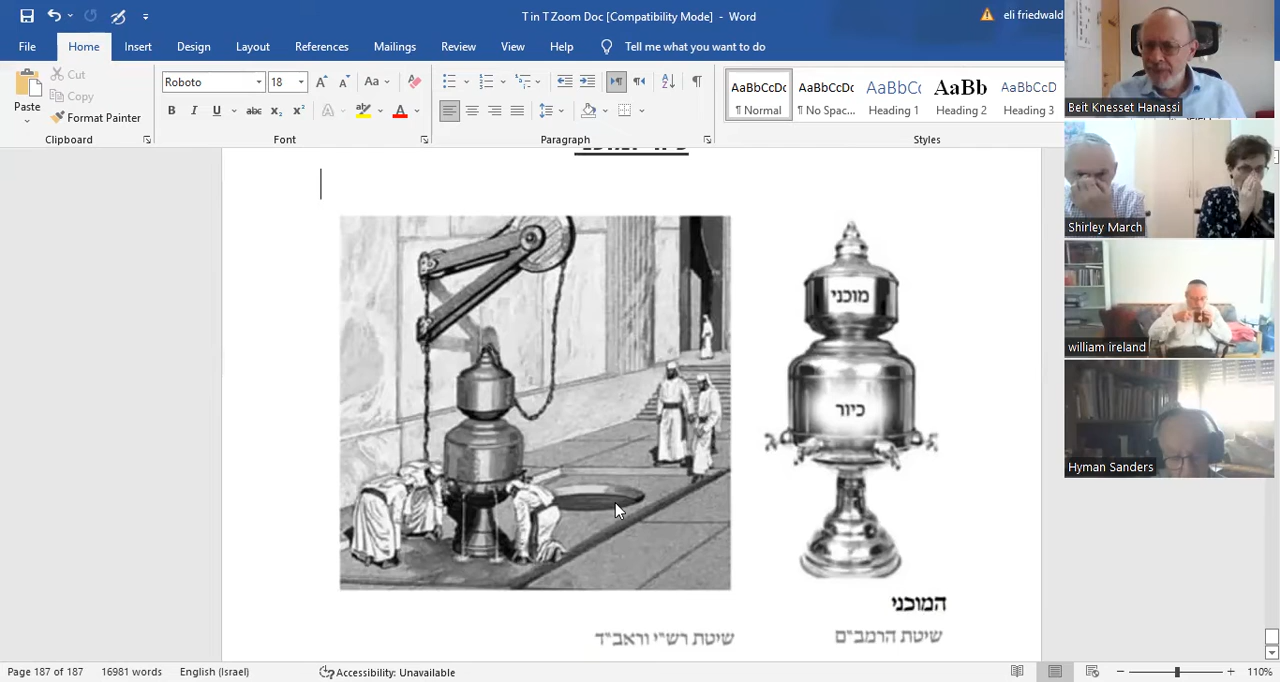 T in T Zoom Doc [Compatibility Mode] - Word
eli friedwald
File Home Insert Design Layout References Mailings Review View Help Tell me what you want to do
Paste
Cut
Copy
Format Painter
Roboto 18
AaBbCcDc AaBbCcDc AaBbCc AaBb AaBbCcD
¶ Normal ¶ No Spac... Heading 1 Heading 2 Heading 3
Clipboard Font Paragraph Styles
Beit Knesset Hanassi
Shirley March
william ireland
Hyman Sanders
מוכני
כיור
המוכני
שיטת הרמב"ם
שיטת רש"י וראב"ד
Page 187 of 187 16981 words English (Israel) Accessibility: Unavailable 110%